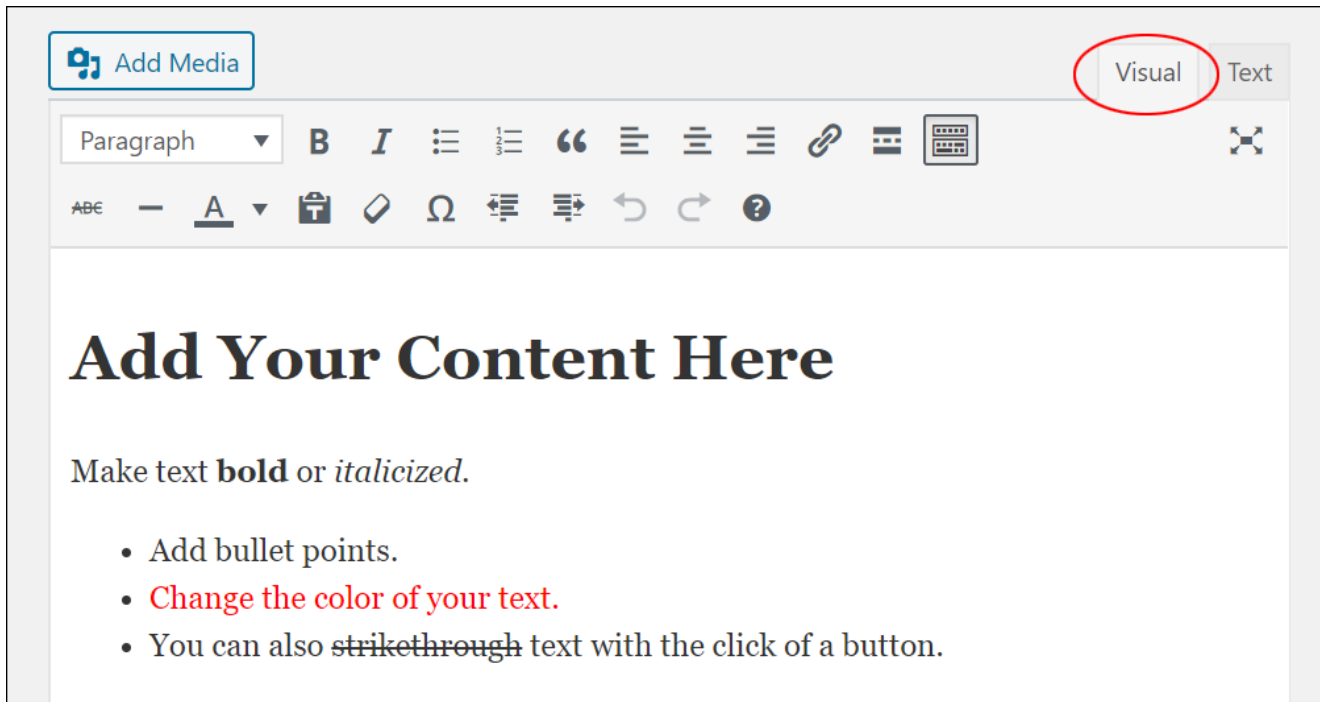 Add Media
Visual Text
Paragraph B I
ABC A T Ω ?
Add Your Content Here
Make text bold or italicized.
Add bullet points.
Change the color of your text.
You can also strikethrough text with the click of a button.